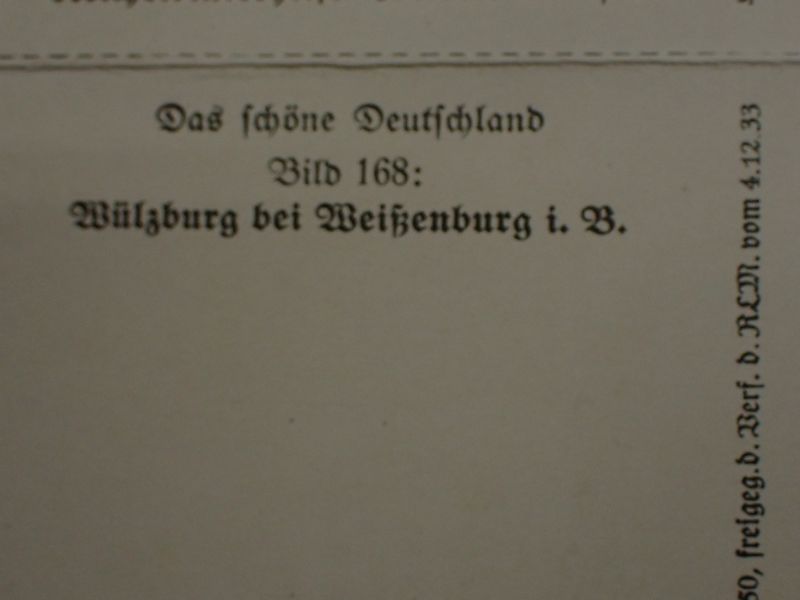 Das schöne Deutschland
Bild 168:
Wülzburg bei Weißenburg i. B.
50, freigeg. d. Verf. d. RLM. vom 4.12.33